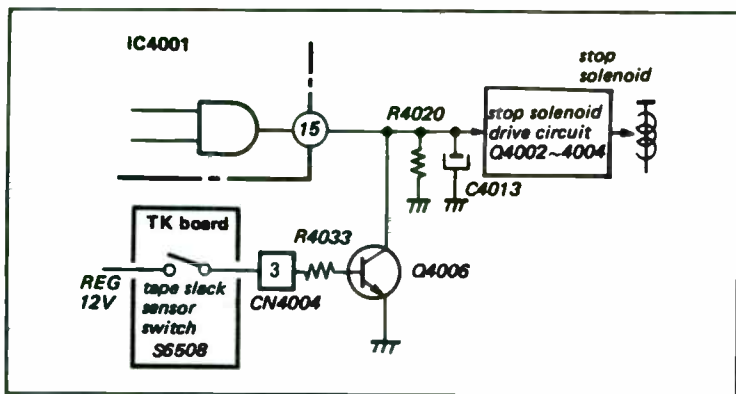 IC4001
stop
solenoid
15
R4020
stop solenoid
drive circuit
Q4002~4004
C4013
TK board
R4033
REG
12V
tape slack
sensor
switch
S6508
3
CN4004
Q4006